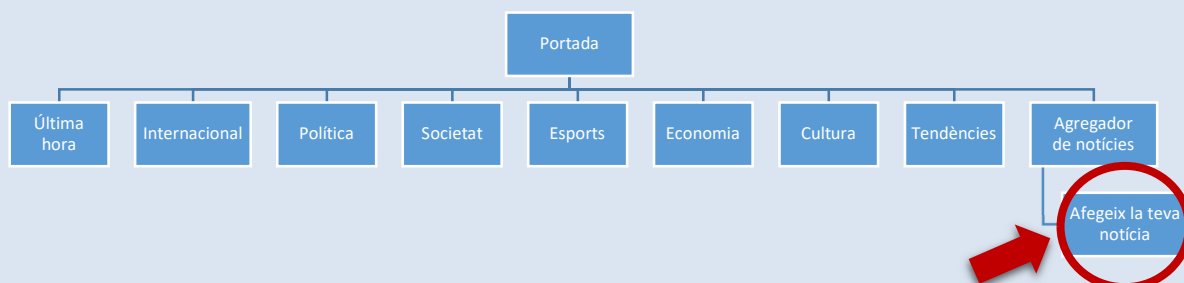 Portada
Última
hora
Internacional
Política
Societat
Esports
Economia
Cultura
Tendències
Agregador
de notícies
Afegeix la teva
notícia